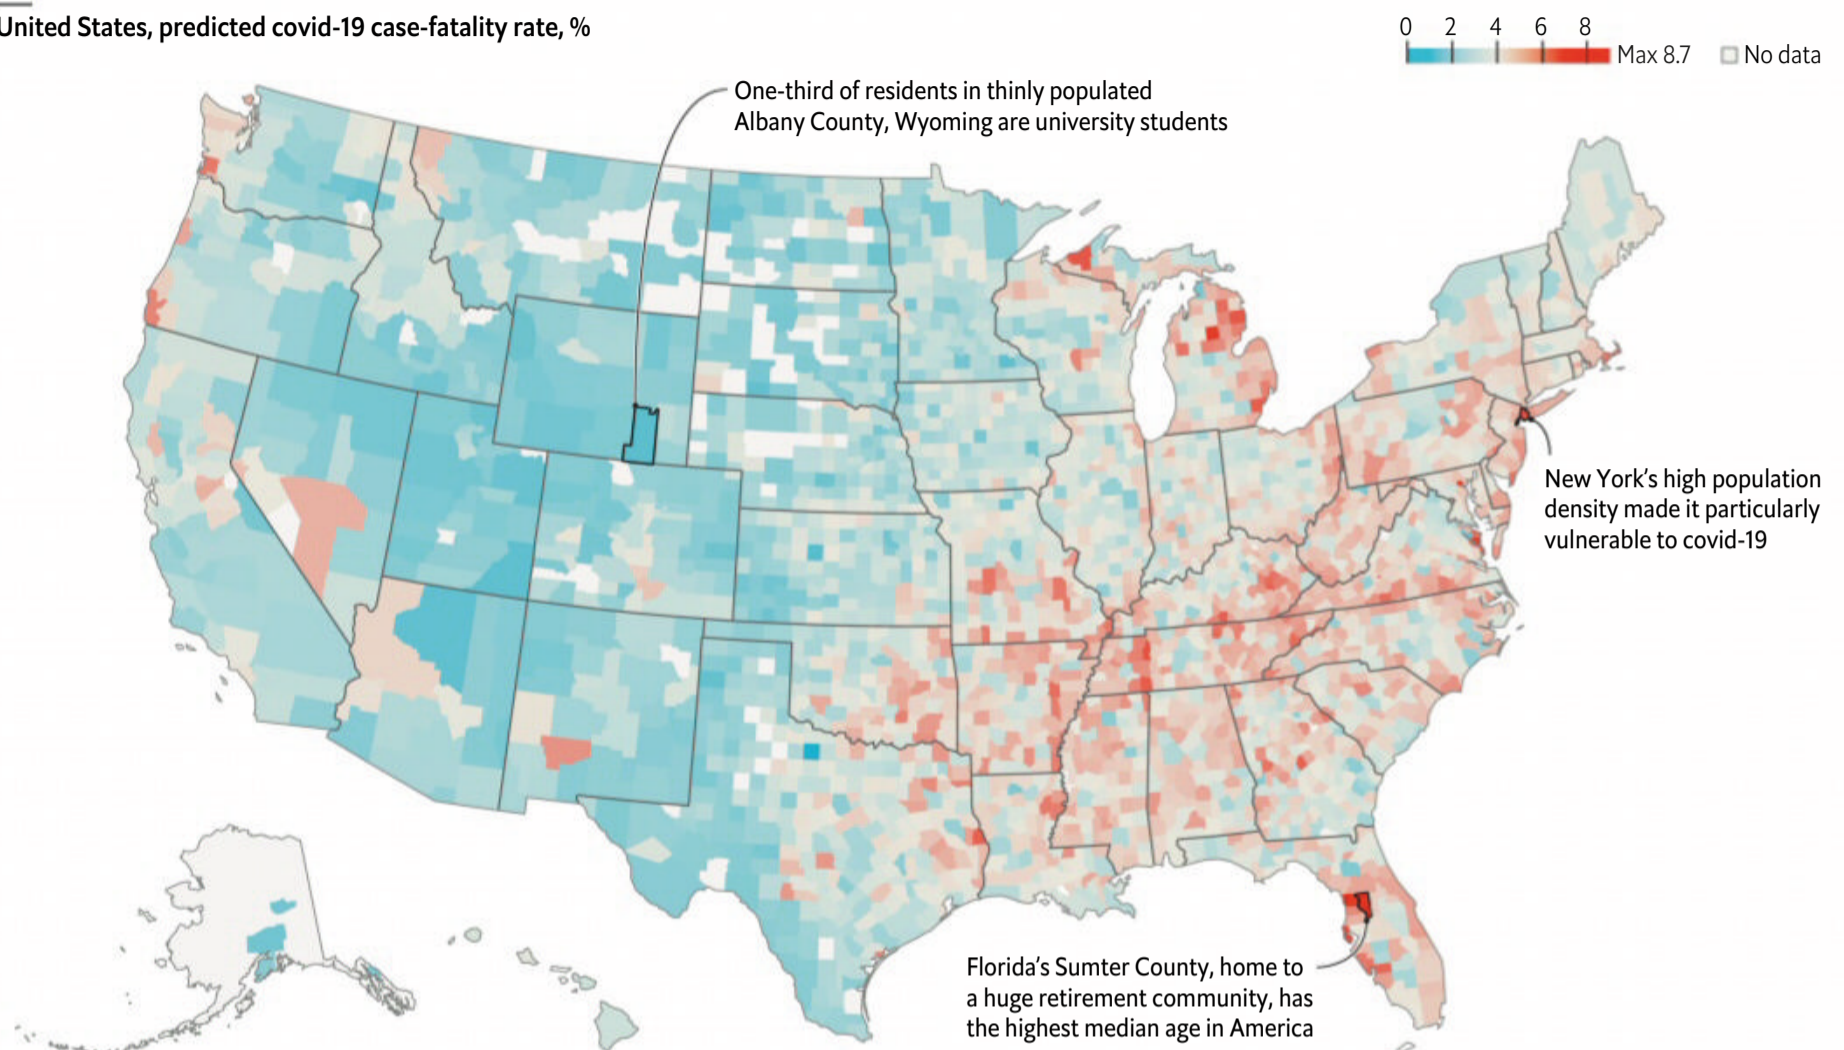 United States, predicted covid-19 case-fatality rate, %
0 2 4 6 8
Max 8.7
No data
One-third of residents in thinly populated
Albany County, Wyoming are university students
New York's high population
density made it particularly
vulnerable to covid-19
Florida's Sumter County, home to
a huge retirement community, has
the highest median age in America